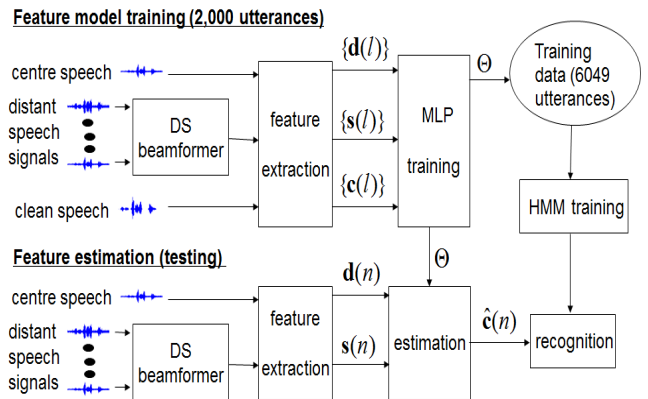 Feature model training (2,000 utterances)
centre speech
distant
speech
signals
DS
beamformer
clean speech
feature
extraction
{d(l)}
{s(l)}
{c(l)}
MLP
training
Θ
Training
data (6049
utterances)
HMM training
Feature estimation (testing)
Θ
centre speech
distant
speech
signals
DS
beamformer
feature
extraction
d(n)
s(n)
estimation
ĉ(n)
recognition